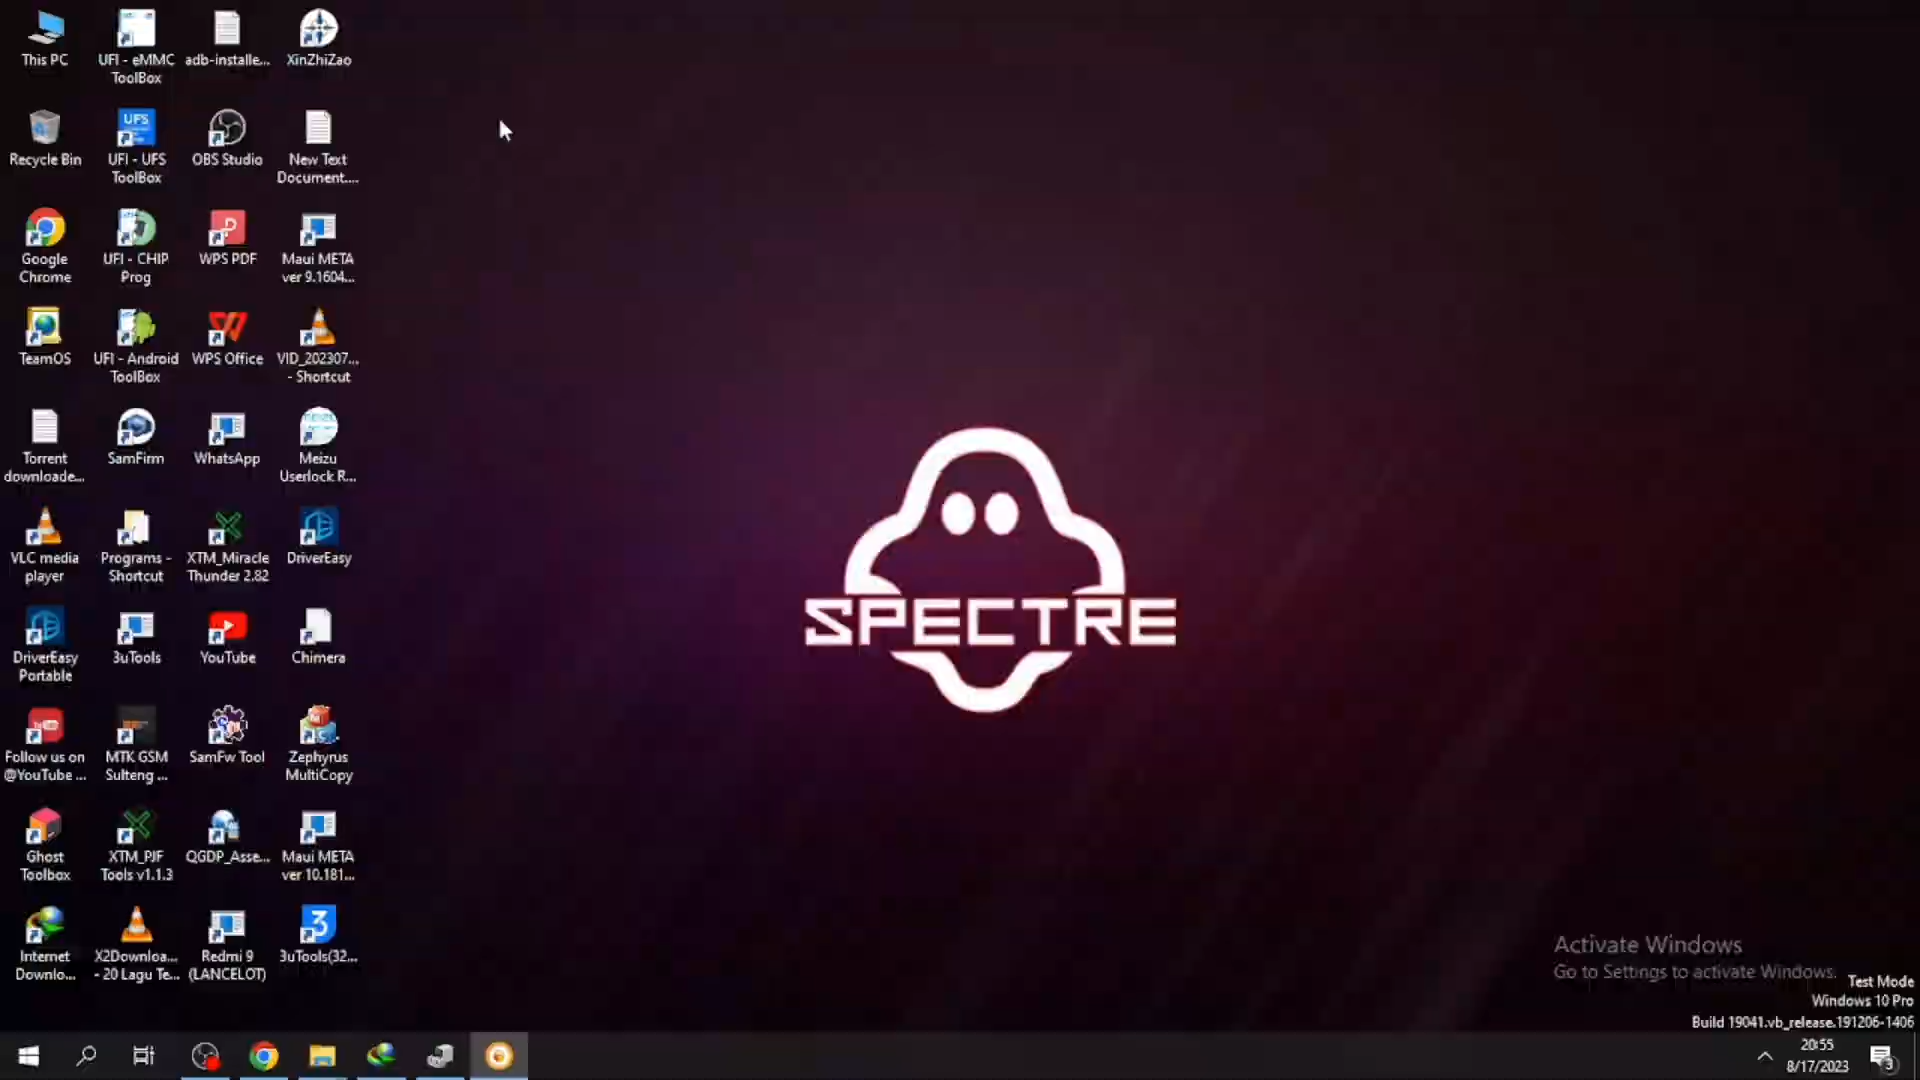 This PC
UFI - eMMC
ToolBox
adb-installe...
XinZhiZao
Recycle Bin
UFS
UFI - UFS
ToolBox
OBS Studio
New Text
Document....
Google
Chrome
UFI - CHIP
Prog
WPS PDF
Maui META
ver 9.1604...
TeamOS
UFI - Android
ToolBox
WPS Office
VID_202307...
- Shortcut
Torrent
downloade...
SamFirm
WhatsApp
Meizu
Userlock R...
VLC media
player
Programs -
Shortcut
XTM_Miracle
Thunder 2.82
DriverEasy
DriverEasy
Portable
3uTools
YouTube
Chimera
Follow us on
@YouTube ...
MTK GSM
Sulteng ...
SamFw Tool
Zephyrus
MultiCopy
Ghost
Toolbox
XTM_PJF
Tools v1.1.3
QGDP_Asse...
Maui META
ver 10.181...
Internet
Downlo...
X2Downloa...
- 20 Lagu Te...
Redmi 9
(LANCELOT)
3
3uTools(32...
SPECTRE
Activate Windows
Go to Settings to activate Windows.
Test Mode
Windows 10 Pro
Build 19041.vb_release.191206-1406
20:55
8/17/2023
3